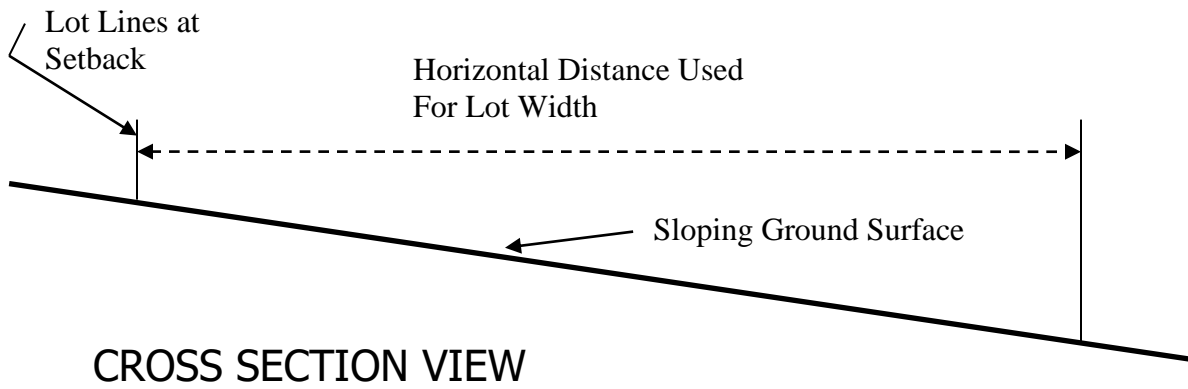 Lot Lines at
Setback
Horizontal Distance Used
For Lot Width
Sloping Ground Surface
CROSS SECTION VIEW